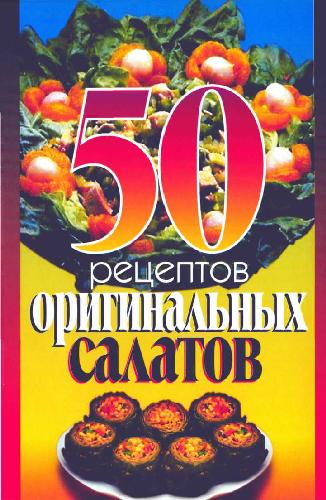 50
рецептов
оригинальных
салатов